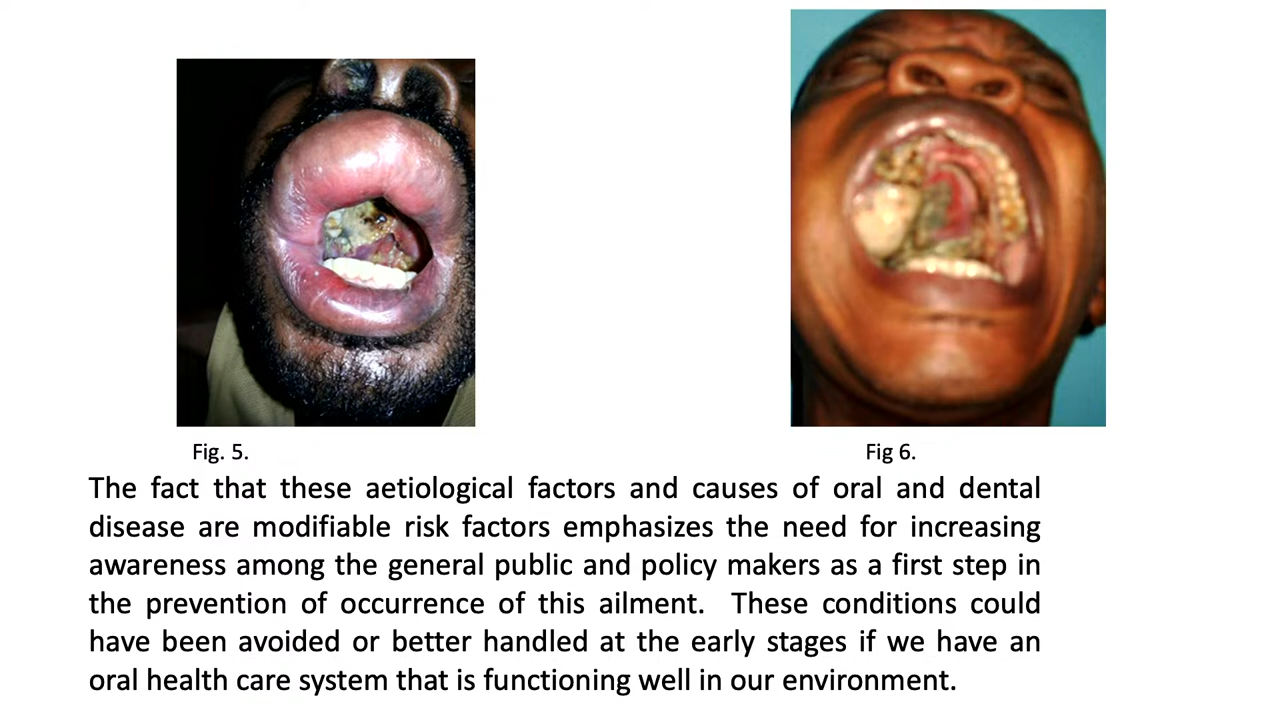 Fig. 5.
Fig 6.
The fact that these aetiological factors and causes of oral and dental
disease are modifiable risk factors emphasizes the need for increasing
awareness among the general public and policy makers as a first step in
the prevention of occurrence of this ailment. These conditions could
have been avoided or better handled at the early stages if we have an
oral health care system that is functioning well in our environment.